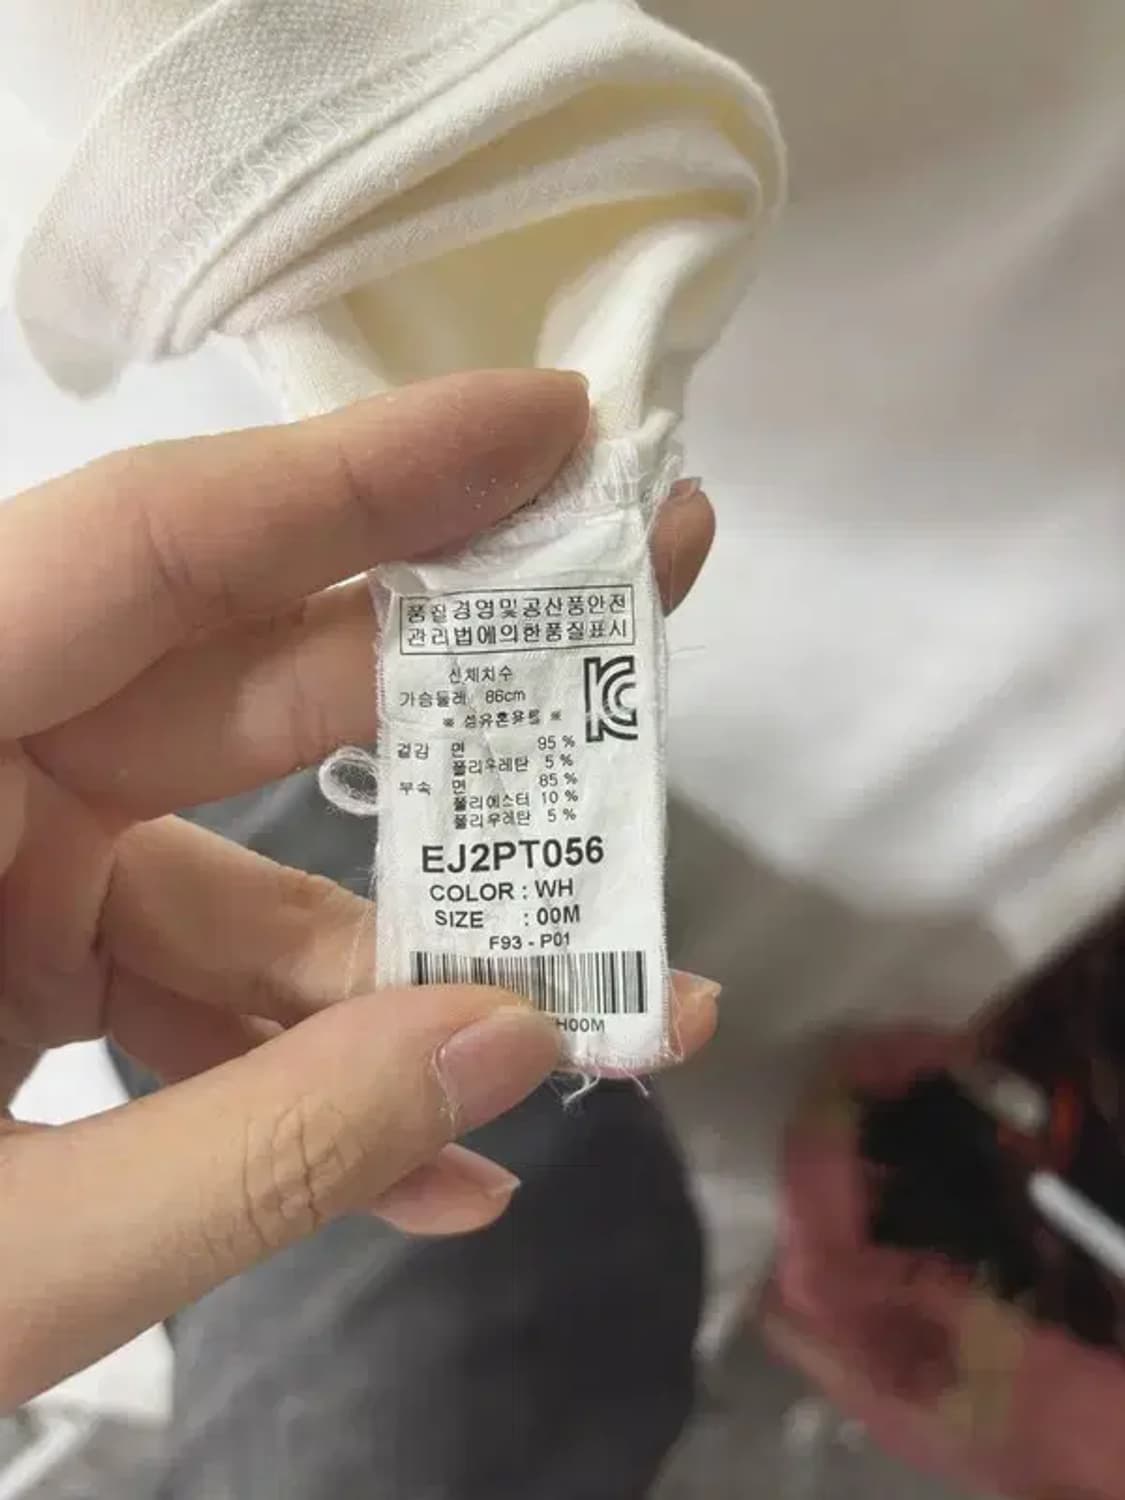 품질경영및공산품안전
관리법에의한품질표시
신체치수
가슴둘레 86cm
※ 섬유혼용률 ※
겉감 면 95 %
폴리우레탄 5 %
부속 면 85 %
폴리에스터 10 %
폴리우레탄 5 %
EJ2PT056
COLOR : WH
SIZE : 00M
F93 - P01
H00M